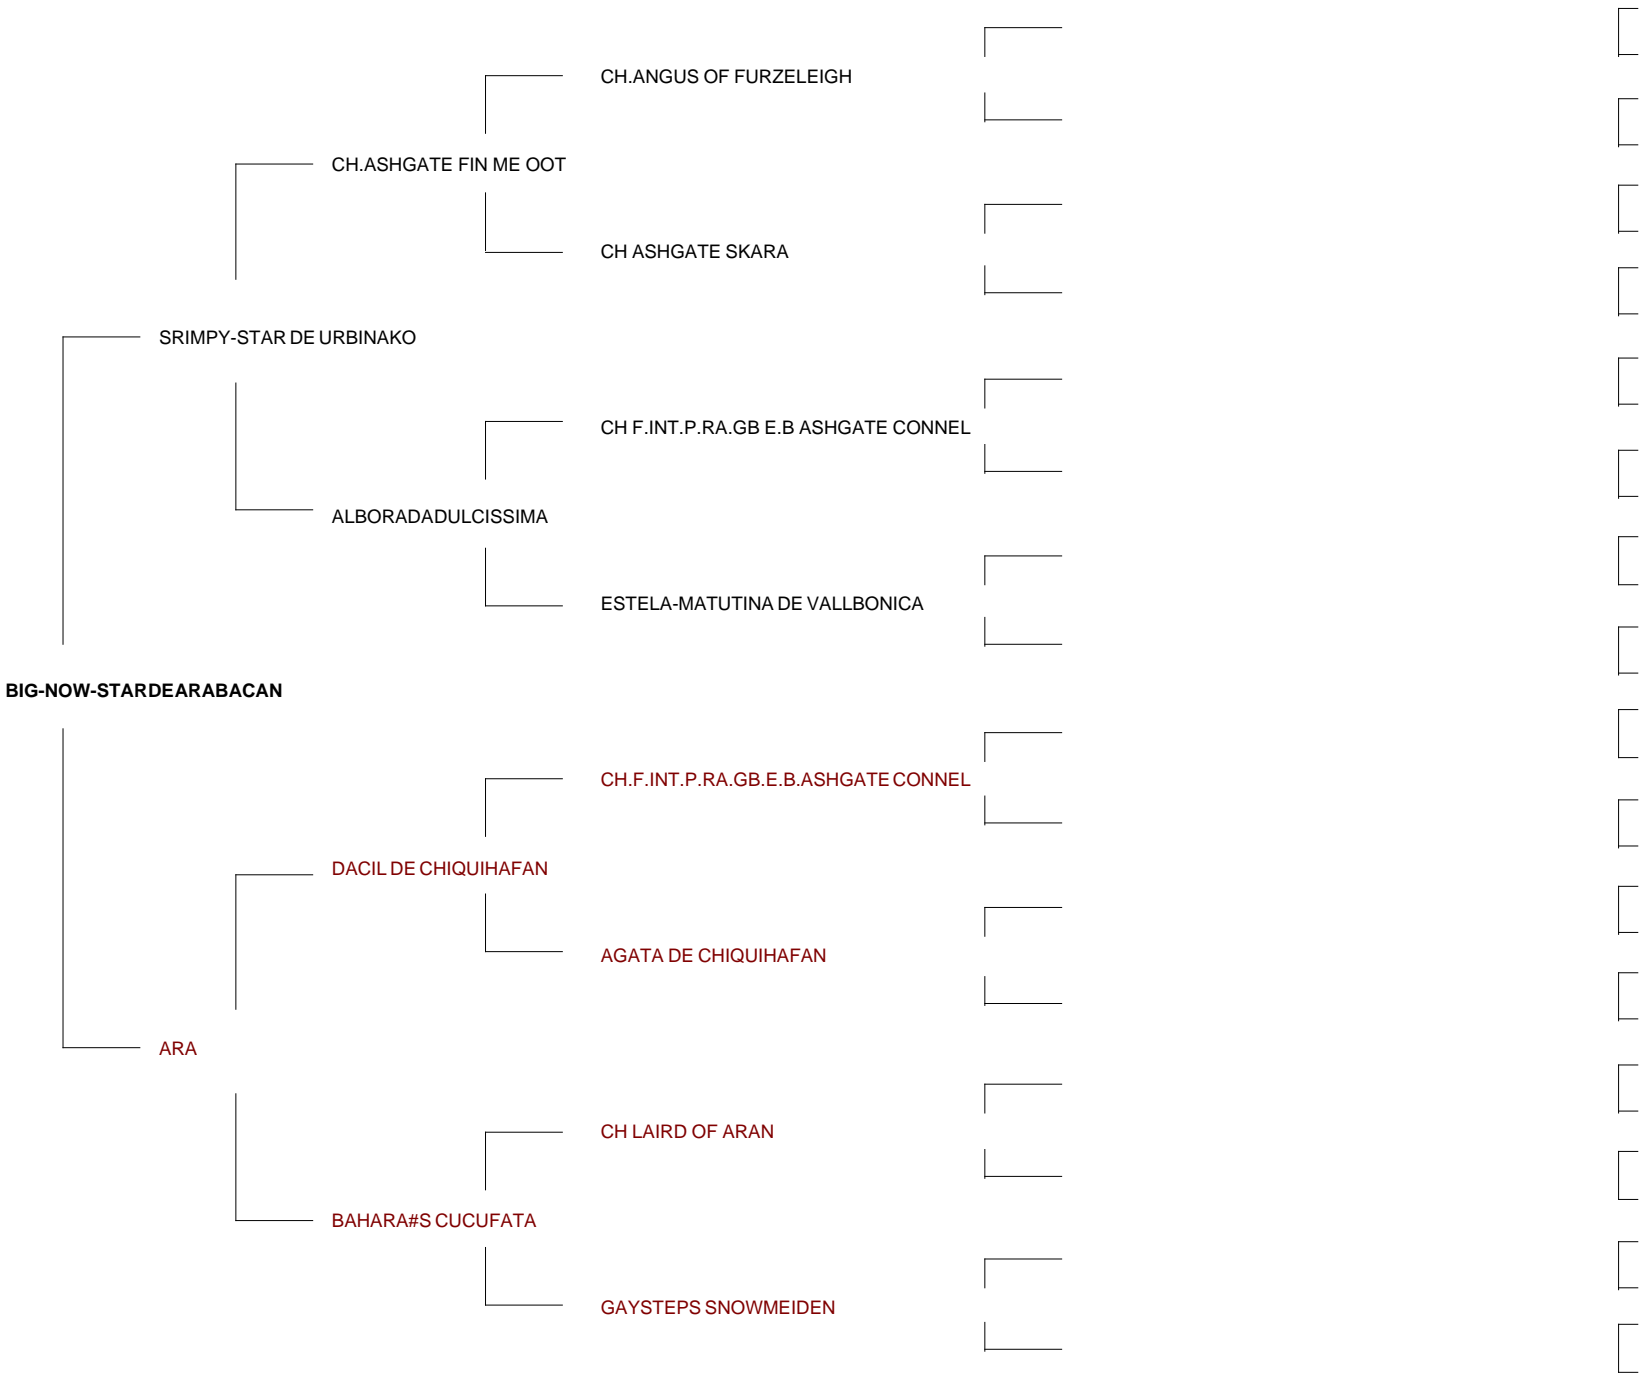 CH.ANGUS OF FURZELEIGH
CH.ASHGATE FIN ME OOT
CH ASHGATE SKARA
SRIMPY-STAR DE URBINAKO
CH F.INT.P.RA.GB E.B ASHGATE CONNEL
ALBORADADULCISSIMA
ESTELA-MATUTINA DE VALLBONICA
BIG-NOW-STARDEARABACAN
CH.F.INT.P.RA.GB.E.B.ASHGATE CONNEL
DACIL DE CHIQUIHAFAN
AGATA DE CHIQUIHAFAN
ARA
CH LAIRD OF ARAN
BAHARA#S CUCUFATA
GAYSTEPS SNOWMEIDEN